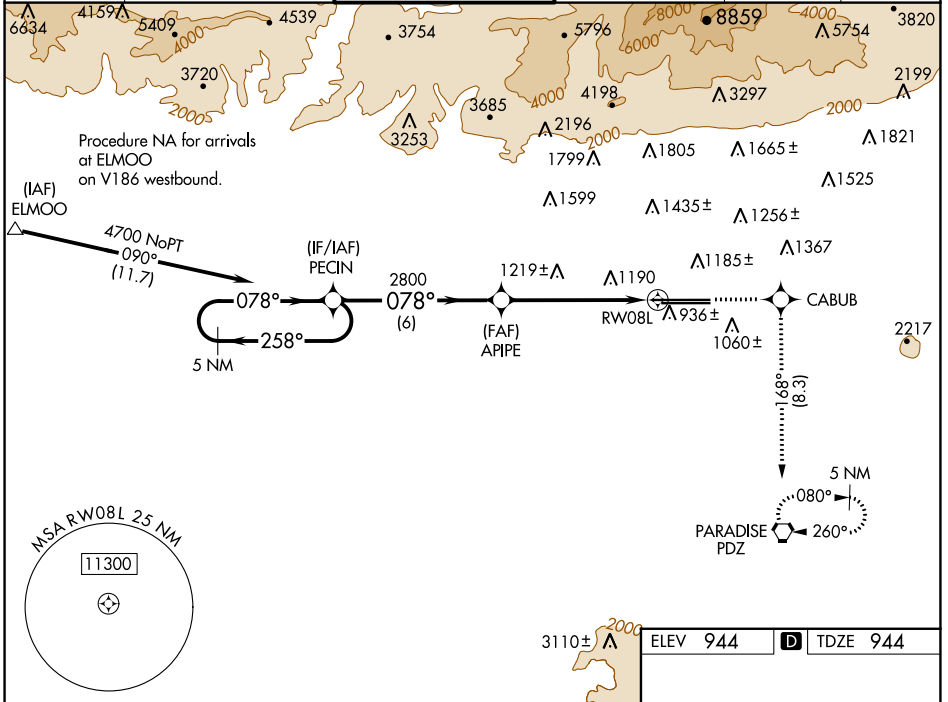 6634
4159
5409
4000
4539
3754
5796
8000
8859
6000
4000
5754
3820
3720
2000
3253
3685
4000
4198
2196
2000
3297
2000
2199
1799
1805
1665±
1821
1599
1435±
1256±
1525
Procedure NA for arrivals
at ELMOO
on V186 westbound.
(IAF)
ELMOO
4700 NoPT
090°
(11.7)
(IF/IAF)
PECIN
078°
258°
5 NM
2800
078°
(6)
(FAF)
APIPE
1219±
1190
1185±
1367
RW08L
936±
1060±
CABUB
2217
168°
(8.3)
5 NM
080°
260°
PARADISE
PDZ
MSA RW08L 25 NM
11300
3110±
2000
ELEV 944 D TDZE 944